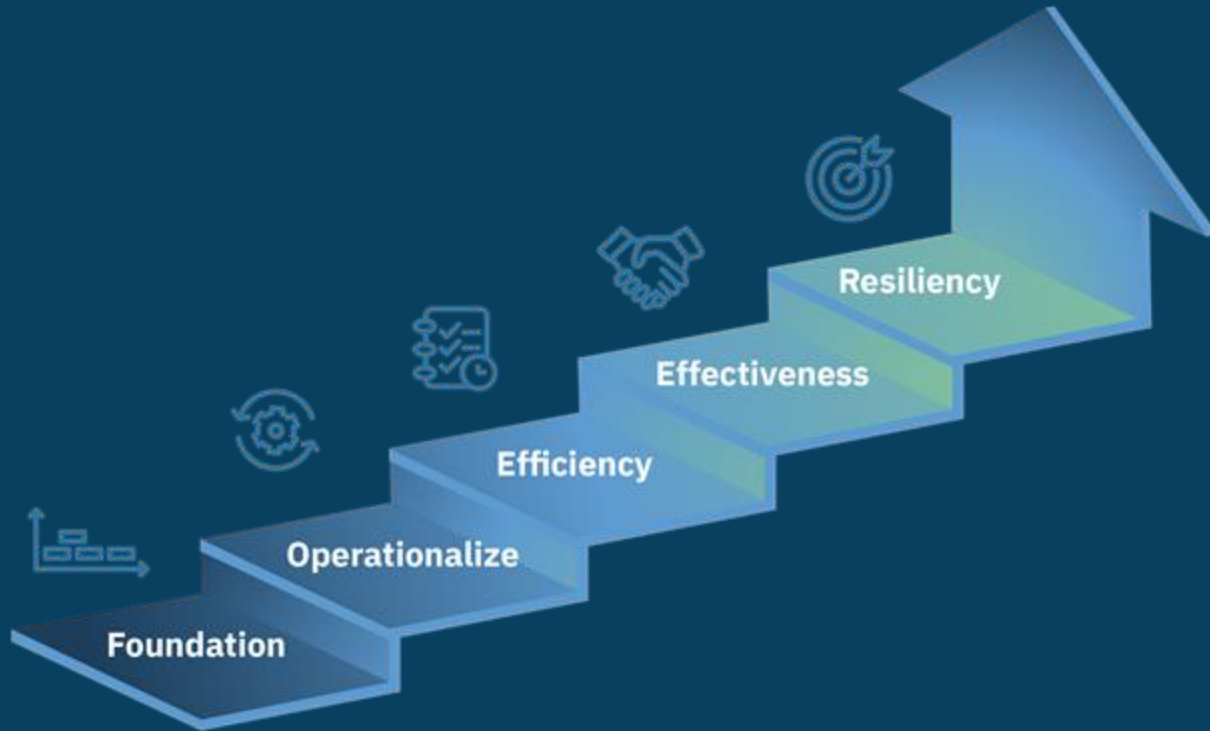 Resiliency
Effectiveness
Efficiency
Operationalize
Foundation